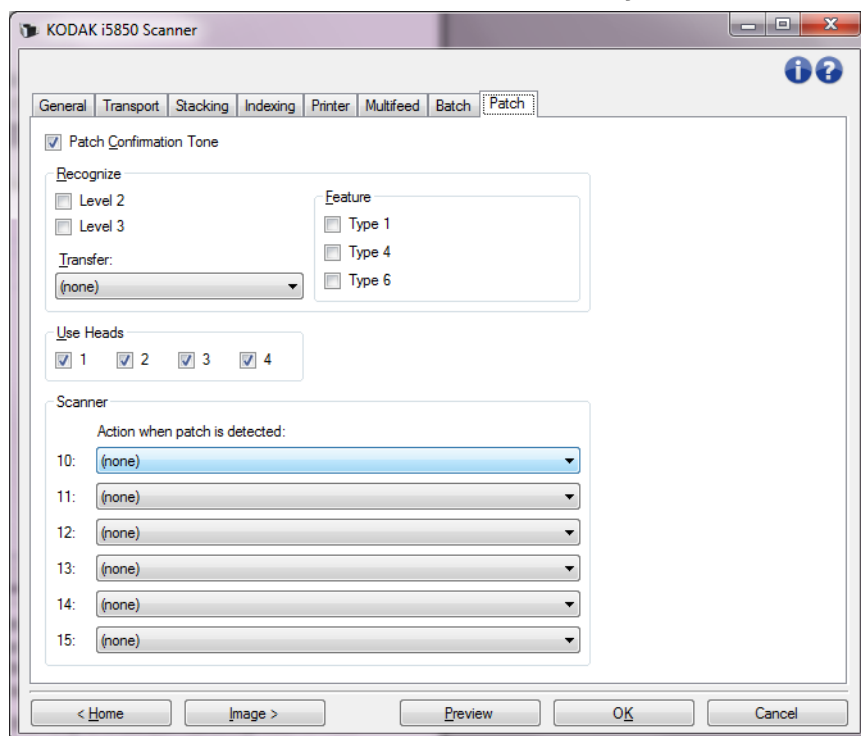 KODAK i5850 Scanner
General Transport Stacking Indexing Printer Multifeed Batch Patch
Patch Confirmation Tone
Recognize
Level 2
Level 3
Transfer:
(none)
Feature
Type 1
Type 4
Type 6
Use Heads
1 2 3 4
Scanner
Action when patch is detected:
10: (none)
11: (none)
12: (none)
13: (none)
14: (none)
15: (none)
< Home Image > Preview OK Cancel